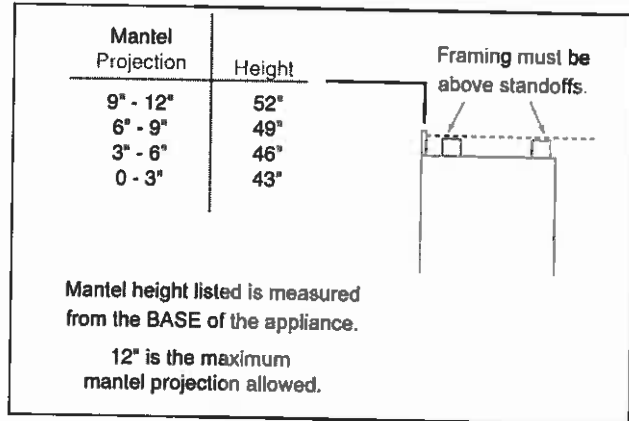 Mantel
Projection Height
9" - 12" 52"
6" - 9" 49"
3" - 6" 46"
0 - 3" 43"
Framing must be
above standoffs.
Mantel height listed is measured
from the BASE of the appliance.
12" is the maximum
mantel projection allowed.